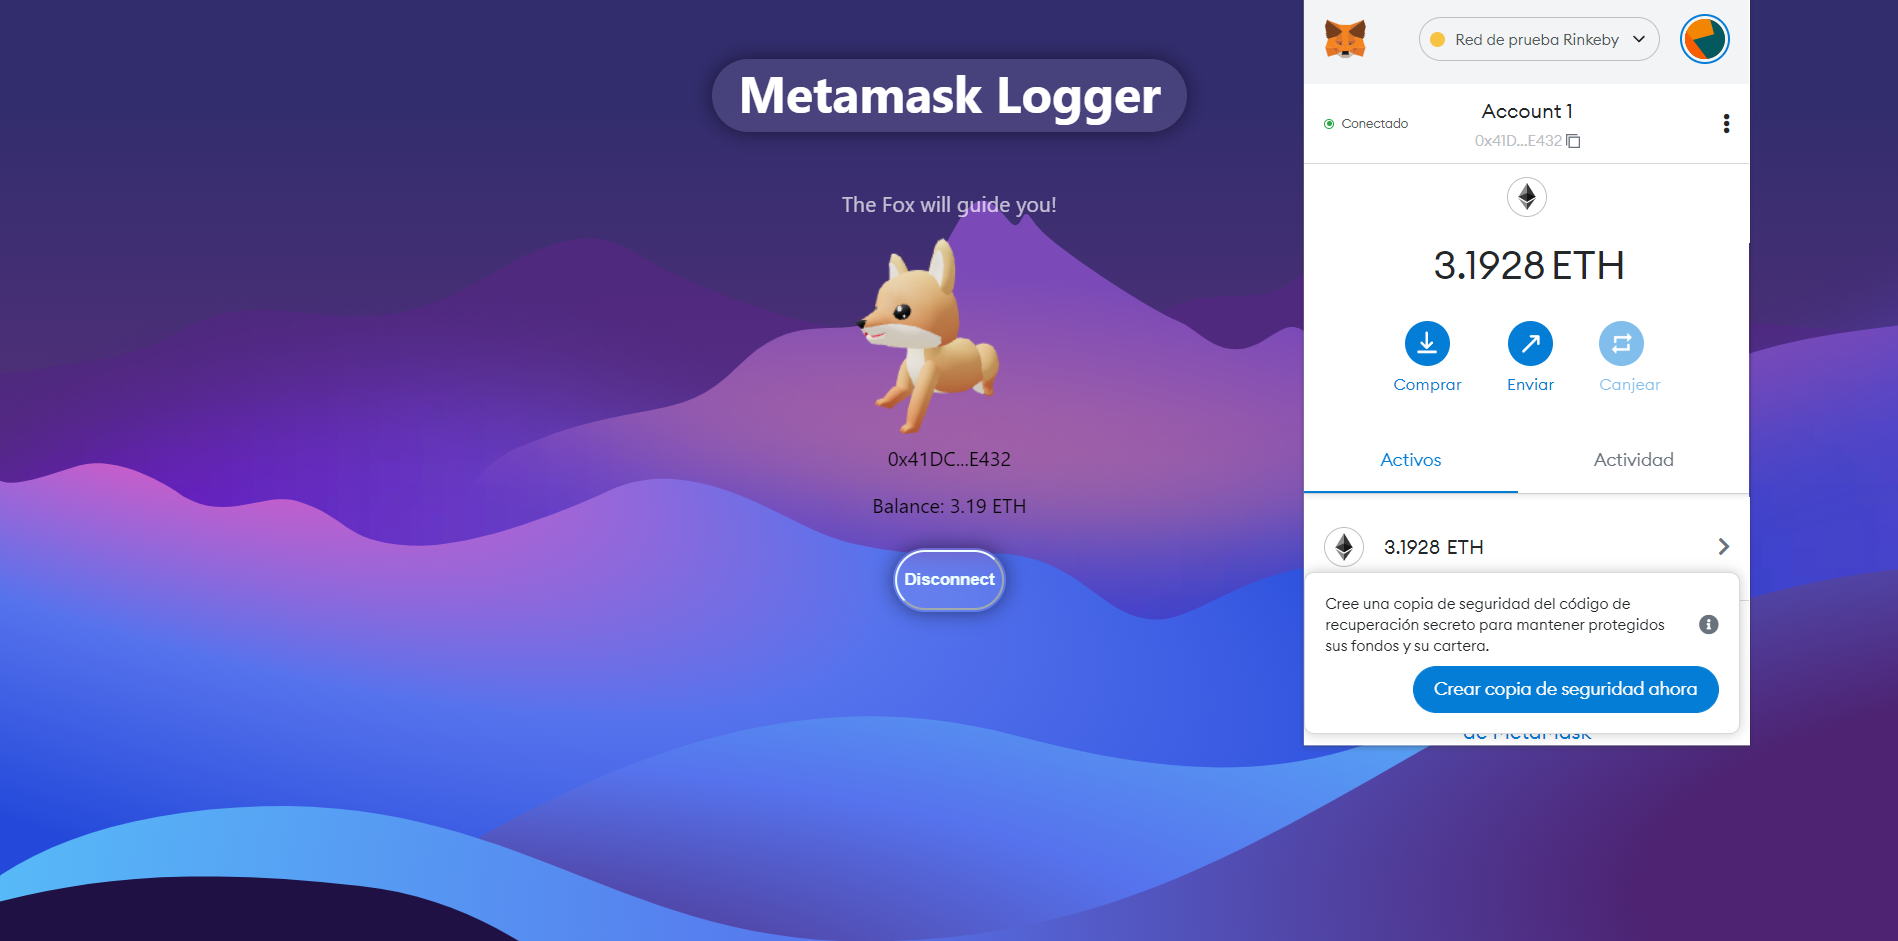 Metamask Logger
The Fox will guide you!
0x41DC...E432
Balance: 3.19 ETH
Disconnect
Red de prueba Rinkeby
Conectado
Account 1
0x41D...E432
3.1928 ETH
Comprar
Enviar
Canjear
Activos
Actividad
3.1928 ETH
Cree una copia de seguridad del código de
recuperación secreto para mantener protegidos
sus fondos y su cartera.
Crear copia de seguridad ahora
de MetaMask